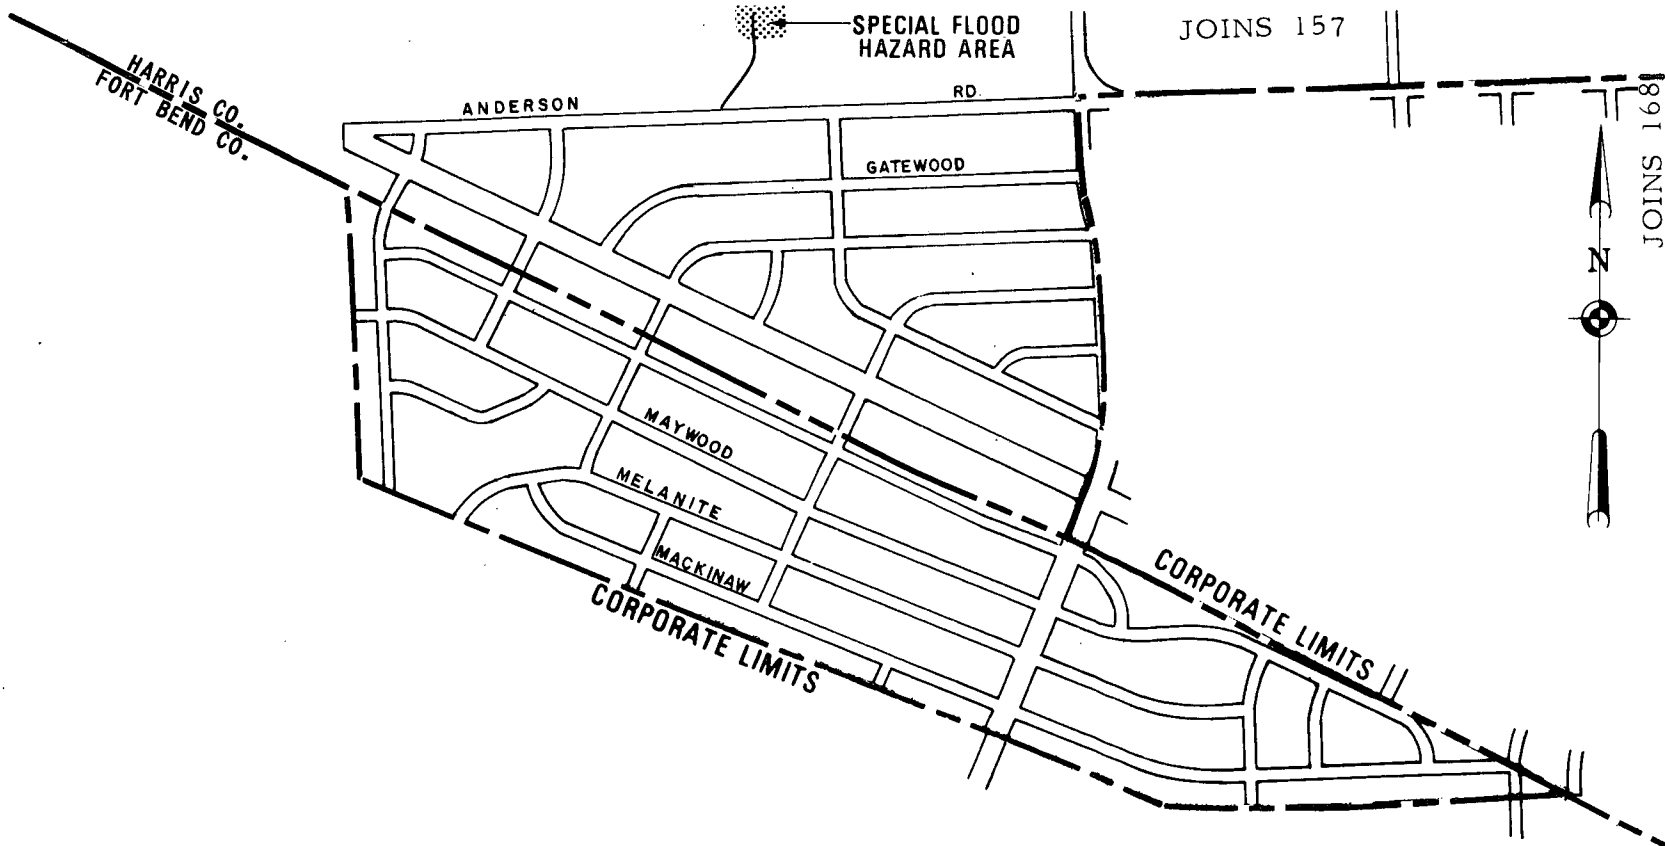 SPECIAL FLOOD
HAZARD AREA
JOINS 157
HARRIS CO.
FORT BEND CO.
ANDERSON RD.
JOINS 168
GATEWOOD
N
MAYWOOD
MELANITE
MACKINAW
CORPORATE LIMITS
CORPORATE LIMITS